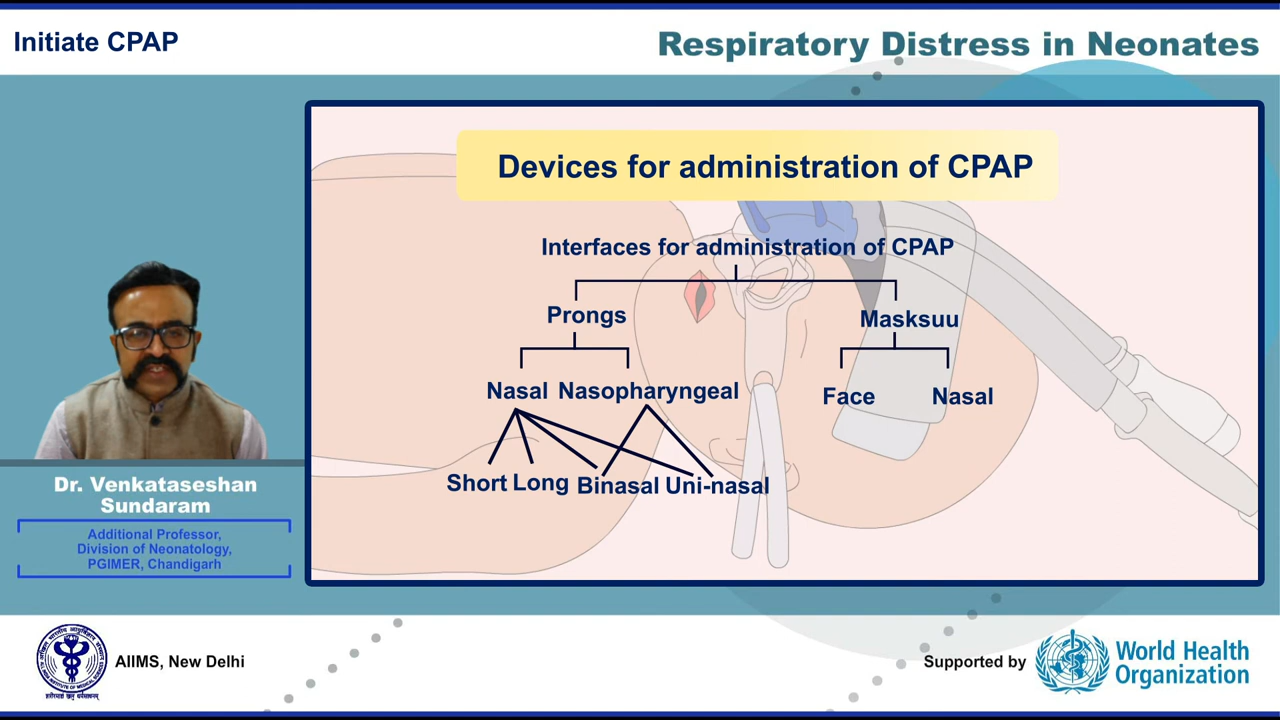 Initiate CPAP
Respiratory Distress in Neonates
Devices for administration of CPAP
Interfaces for administration of CPAP
Prongs
Masksuu
Nasal
Nasopharyngeal
Face
Nasal
Short
Long
Binasal
Uni-nasal
Dr. Venkataseshan
Sundaram
Additional Professor,
Division of Neonatology,
PGIMER, Chandigarh
AIIMS, New Delhi
Supported by
World Health
Organization